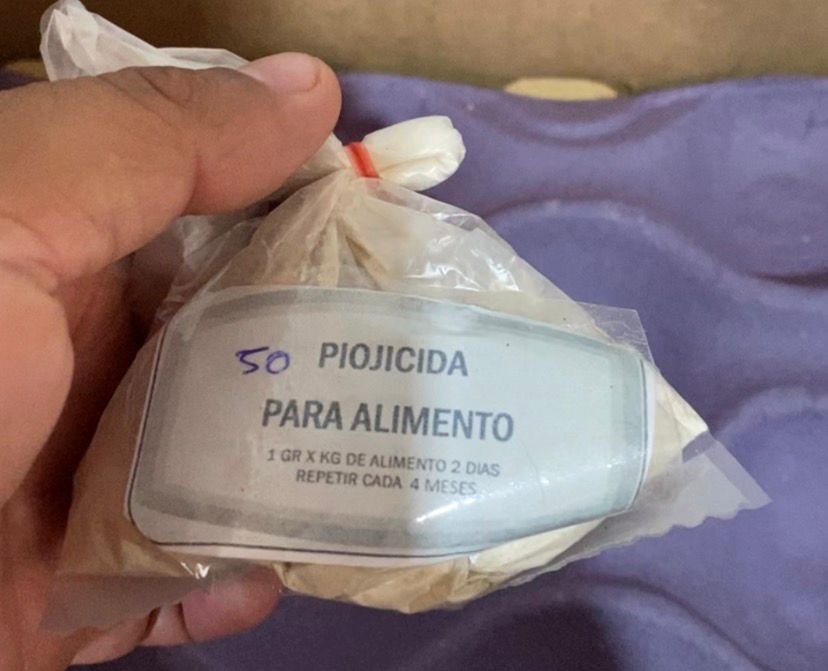 50 PIOJICIDA
PARA ALIMENTO
1 GR X KG DE ALIMENTO 2 DIAS
REPETIR CADA 4 MESES